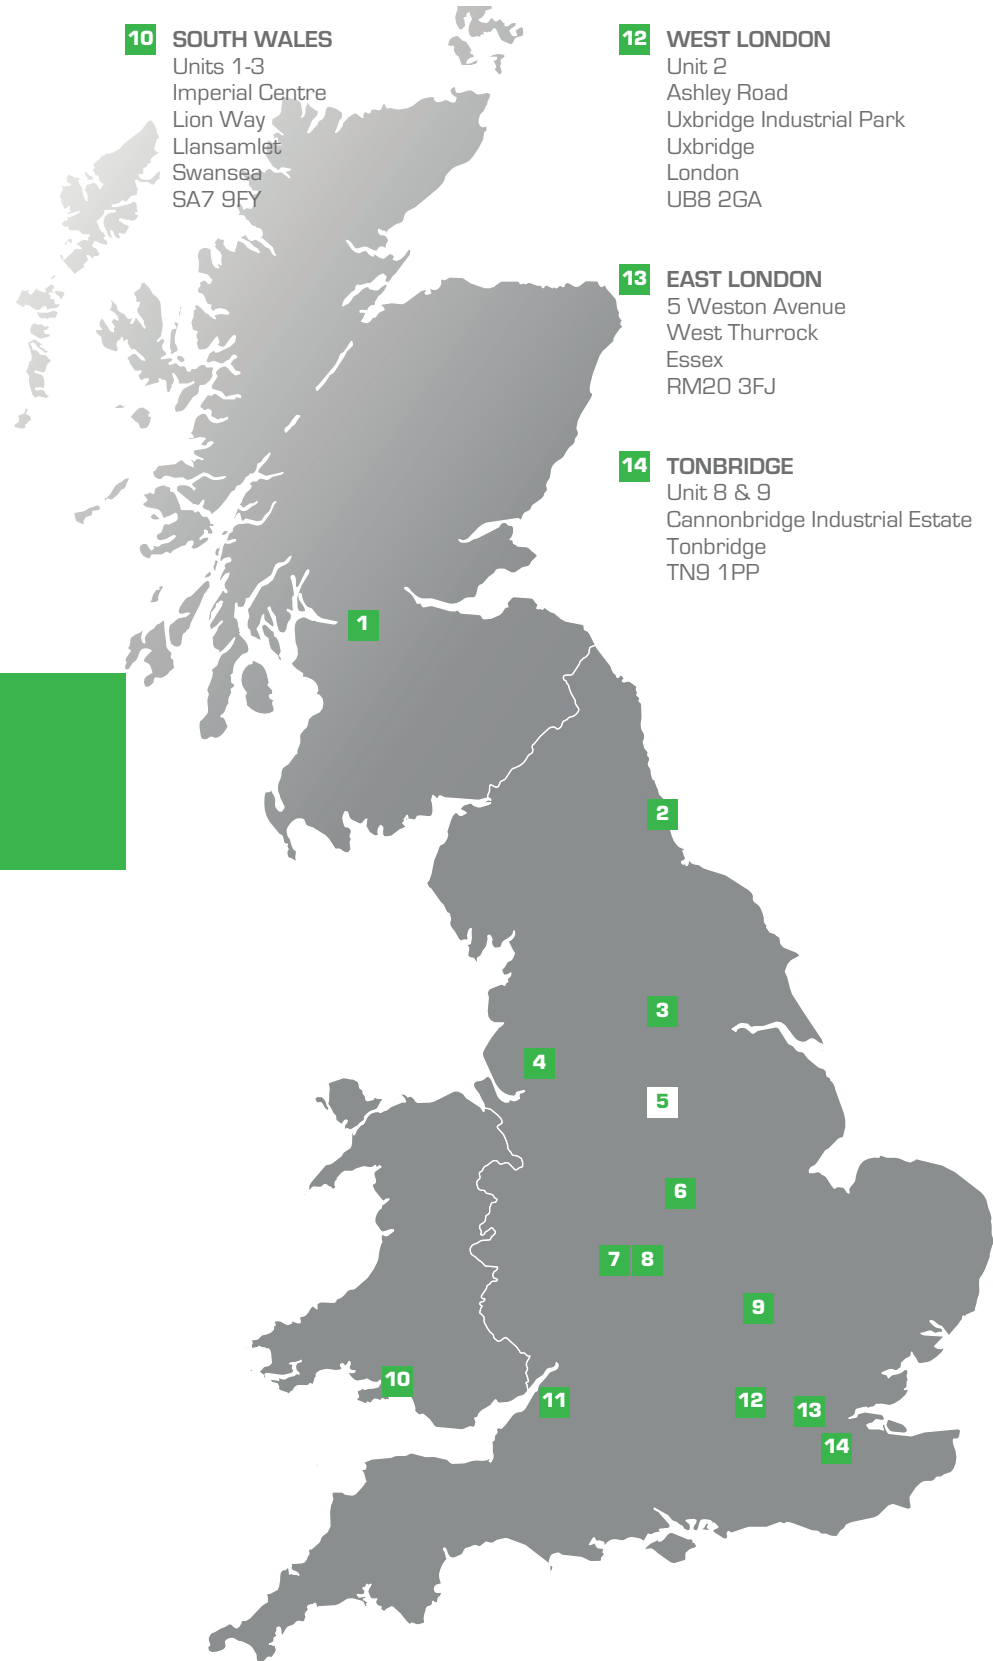 10 SOUTH WALES
Units 1-3
Imperial Centre
Lion Way
Llansamlet
Swansea
SA7 9FY
12 WEST LONDON
Unit 2
Ashley Road
Uxbridge Industrial Park
Uxbridge
London
UB8 2GA
13 EAST LONDON
5 Weston Avenue
West Thurrock
Essex
RM20 3FJ
14 TONBRIDGE
Unit 8 & 9
Cannonbridge Industrial Estate
Tonbridge
TN9 1PP
1
2
3
4
5
6
7 8
9
10
11
12
13
14